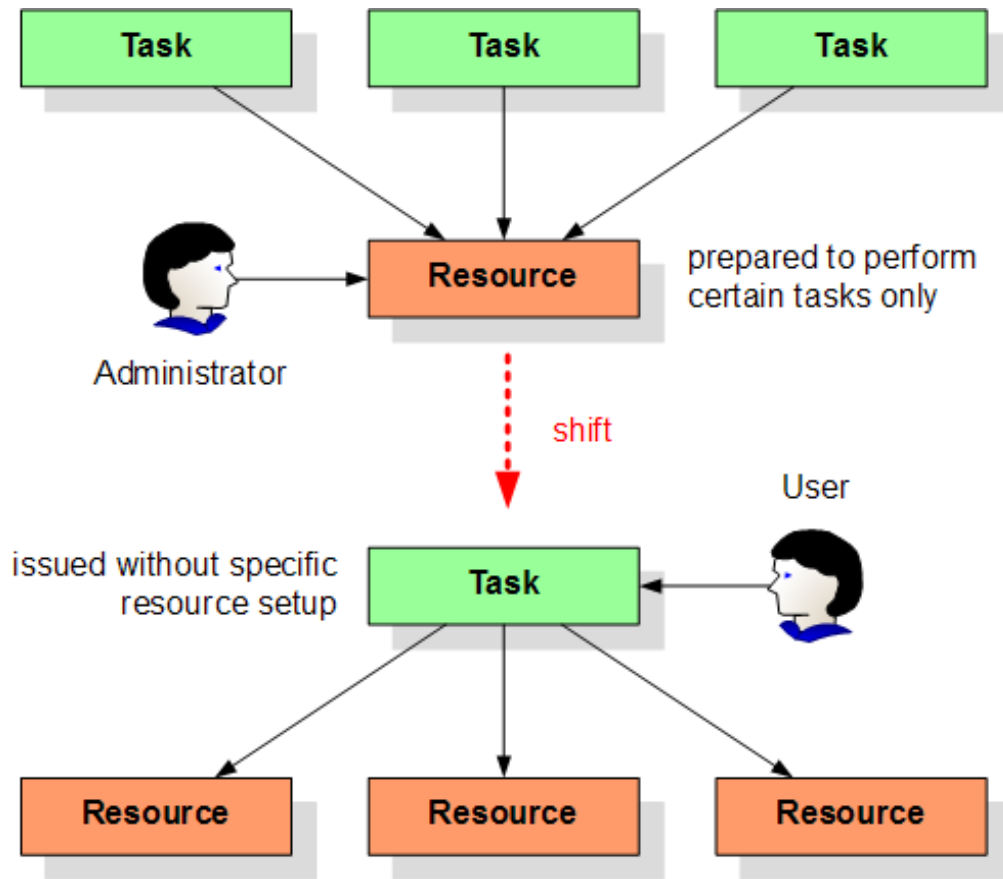 Task
Task
Task
Resource
prepared to perform
certain tasks only
Administrator
shift
User
issued without specific
resource setup
Task
Resource
Resource
Resource